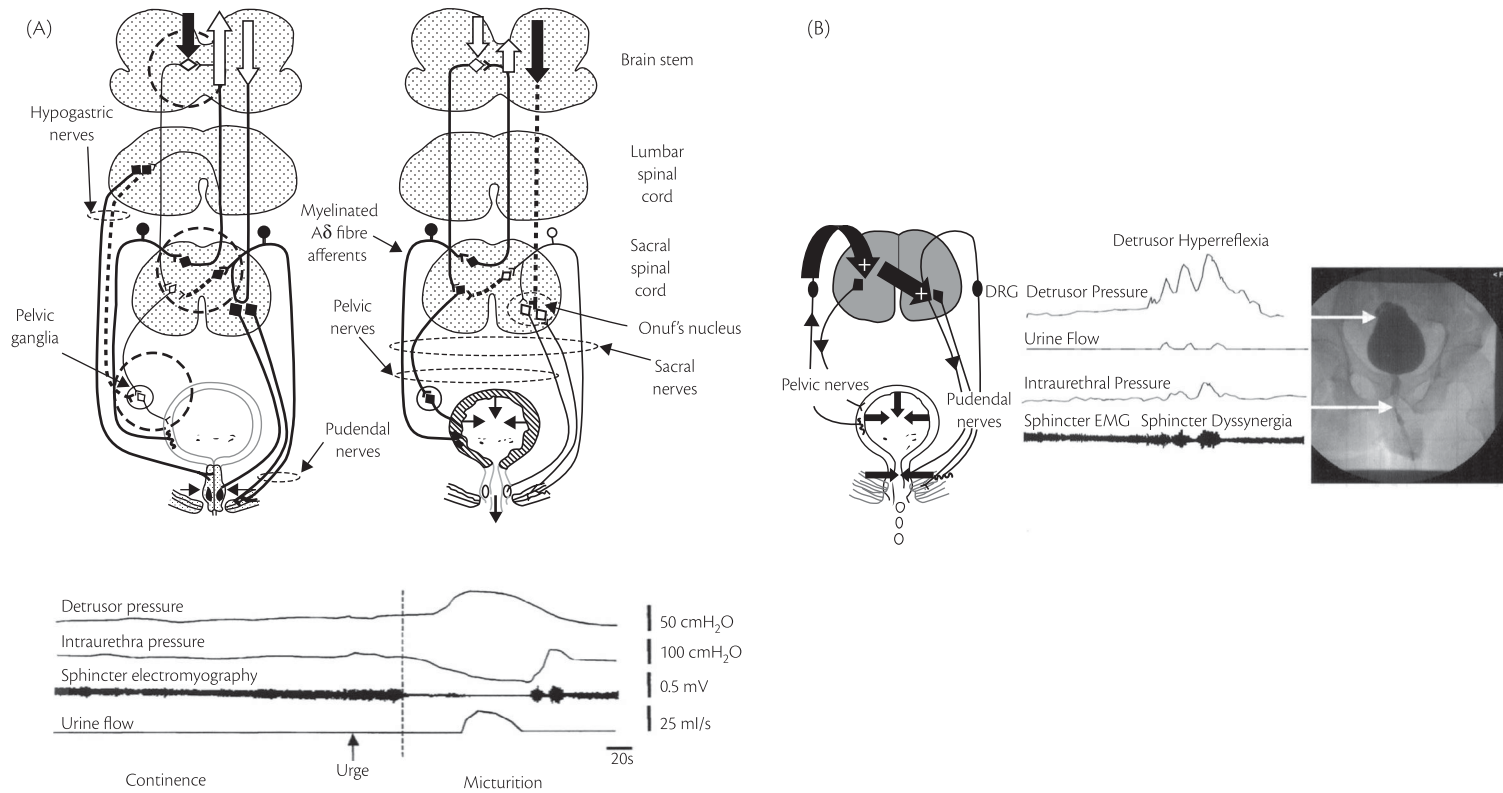 (A)
Brain stem
Hypogastric
nerves
Lumbar
spinal
cord
Myelinated
Aδ fibre
afferents
Sacral
spinal
cord
Pelvic
ganglia
Pelvic
nerves
Onuf's nucleus
Sacral
nerves
Pudendal
nerves
Detrusor pressure
50 cmH2O
Intraurethra pressure
100 cmH2O
Sphincter electromyography
0.5 mV
Urine flow
25 ml/s
20s
Urge
Continence
Micturition
(B)
+
+
DRG
Pelvic nerves
Pudendal
nerves
Detrusor Hyperreflexia
Detrusor Pressure
Urine Flow
Intraurethral Pressure
Sphincter EMG Sphincter Dyssynergia